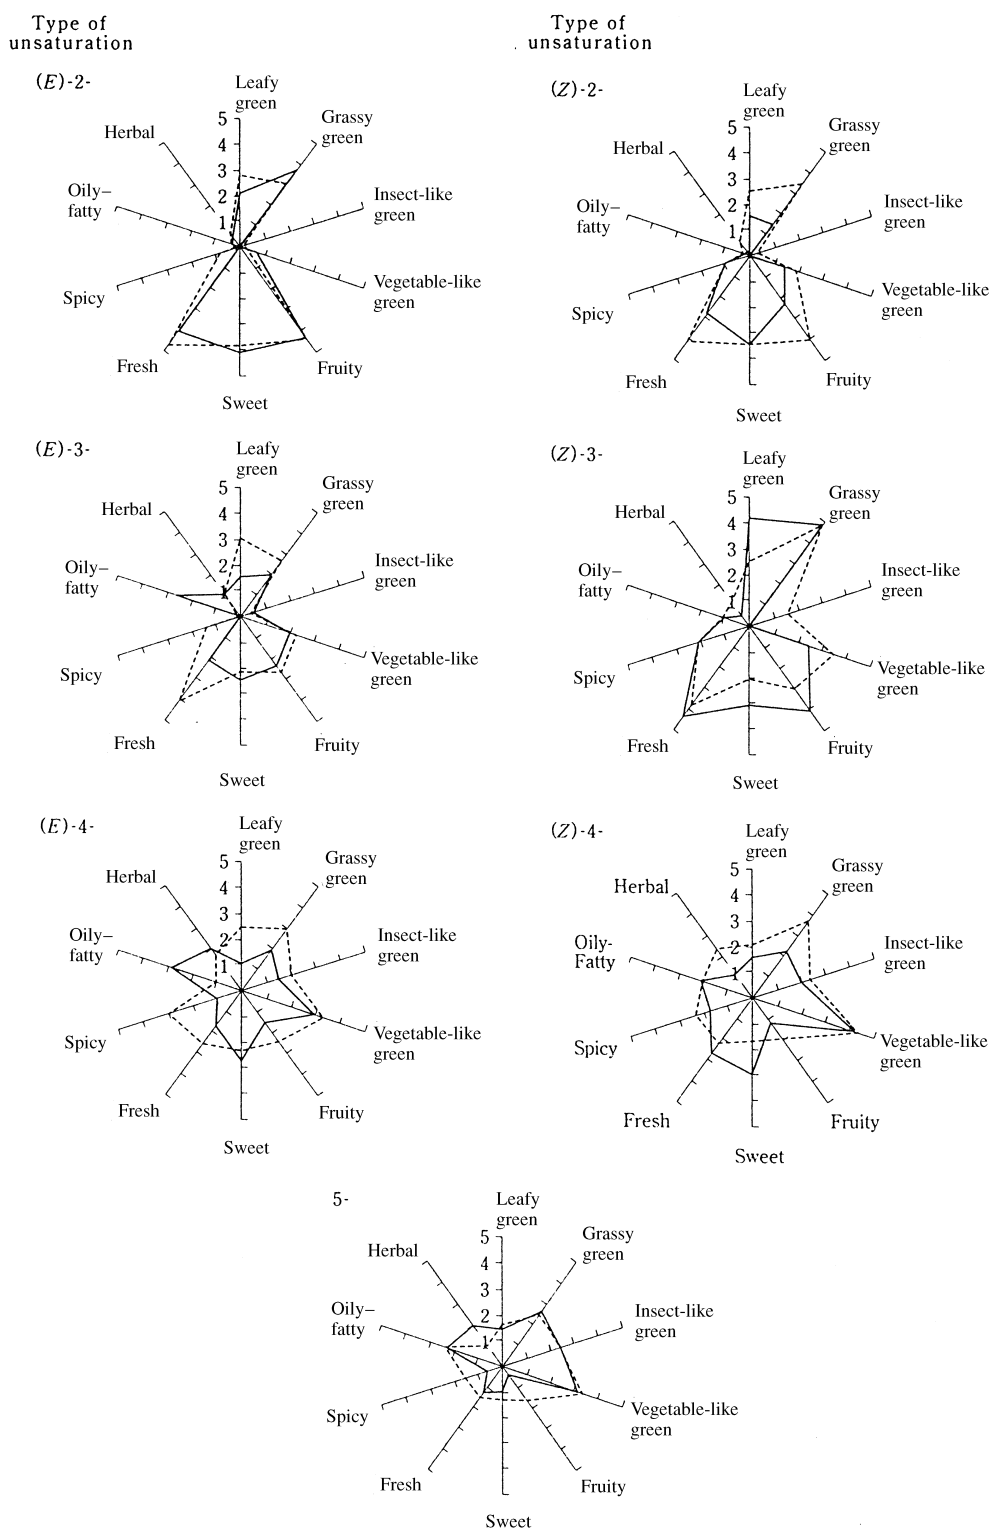 Type of
unsaturation
Type of
unsaturation
(E)-2-
Leafy
green
Grassy
green
Insect-like
green
Vegetable-like
green
Fruity
Sweet
Fresh
Spicy
Oily–
fatty
Herbal
5
4
3
2
1
(Z)-2-
Leafy
green
Grassy
green
Insect-like
green
Vegetable-like
green
Fruity
Sweet
Fresh
Spicy
Oily–
fatty
Herbal
5
4
3
2
1
(E)-3-
Leafy
green
Grassy
green
Insect-like
green
Vegetable-like
green
Fruity
Sweet
Fresh
Spicy
Oily–
fatty
Herbal
5
4
3
2
1
(Z)-3-
Leafy
green
Grassy
green
Insect-like
green
Vegetable-like
green
Fruity
Sweet
Fresh
Spicy
Oily–
fatty
Herbal
5
4
3
2
1
(E)-4-
Leafy
green
Grassy
green
Insect-like
green
Vegetable-like
green
Fruity
Sweet
Fresh
Spicy
Oily–
fatty
Herbal
5
4
3
2
1
(Z)-4-
Leafy
green
Grassy
green
Insect-like
green
Vegetable-like
green
Fruity
Sweet
Fresh
Spicy
Oily-
Fatty
Herbal
5
4
3
2
1
5-
Leafy
green
Grassy
green
Insect-like
green
Vegetable-like
green
Fruity
Sweet
Fresh
Spicy
Oily–
fatty
Herbal
5
4
3
2
1